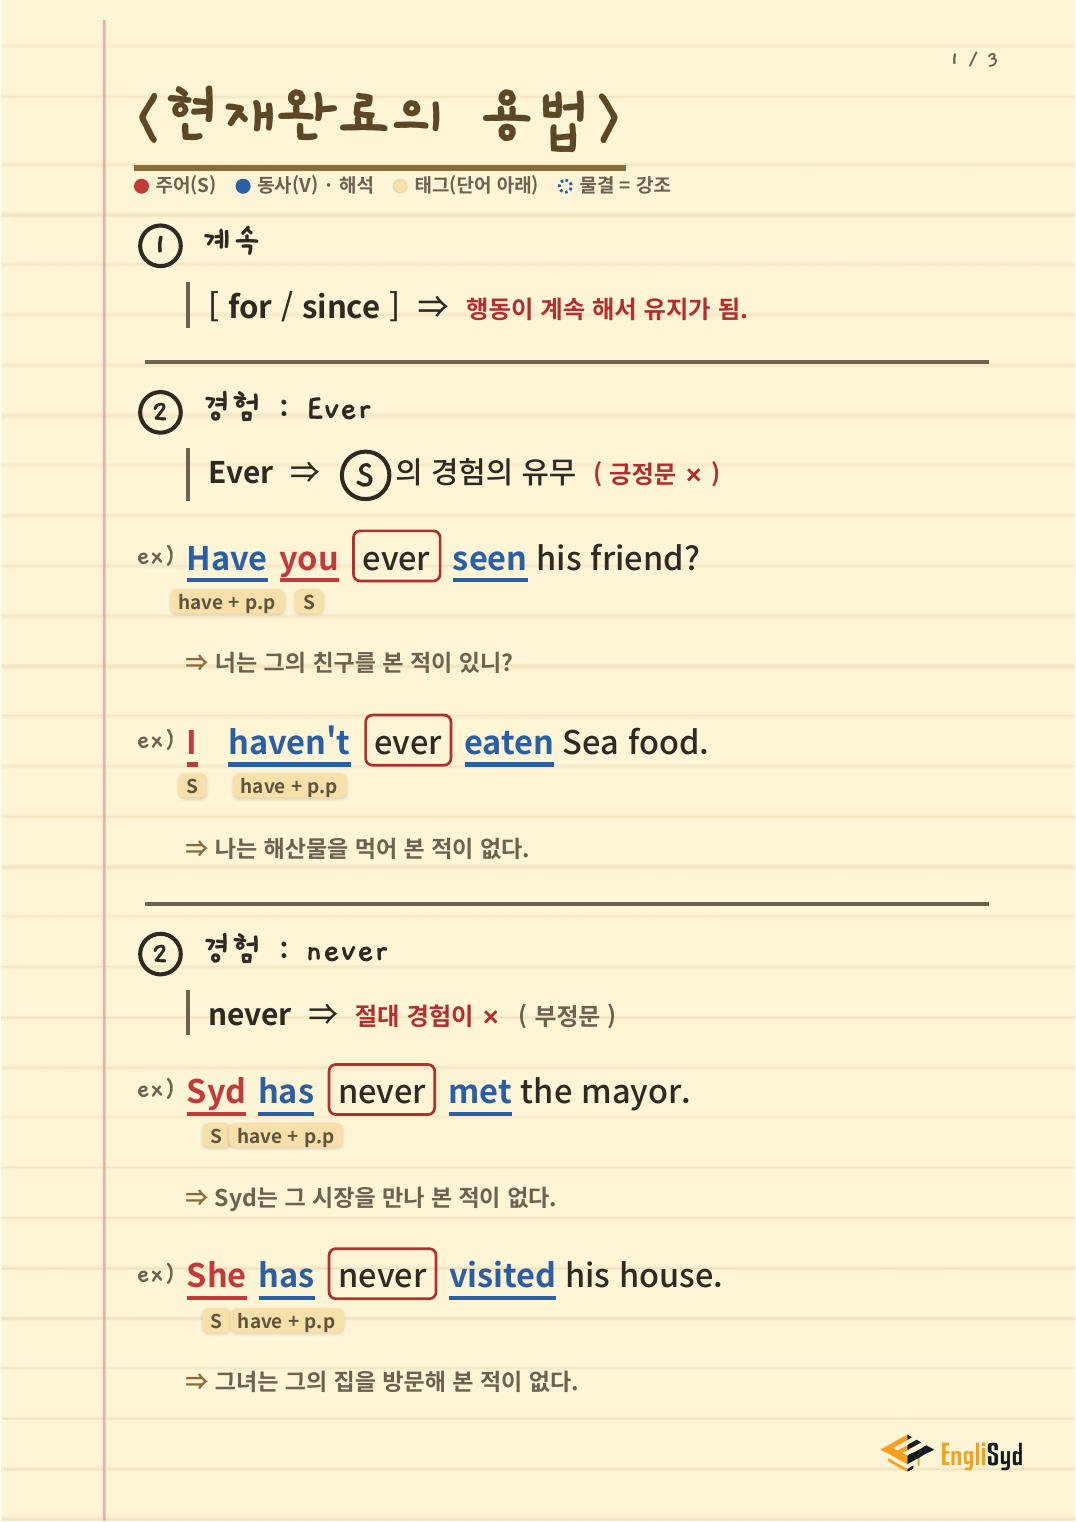 1 / 3
<현재완료의 용법>
주어(S) 동사(V) · 해석 태그(단어 아래) 물결 = 강조
1 계속
[ for / since ] ⇒ 행동이 계속 해서 유지가 됨.
2 경험 : Ever
Ever ⇒ S의 경험의 유무 ( 긍정문 × )
ex) Have you ever seen his friend?
have + p.p S
⇒ 너는 그의 친구를 본 적이 있니?
ex) I haven't ever eaten Sea food.
S have + p.p
⇒ 나는 해산물을 먹어 본 적이 없다.
2 경험 : never
never ⇒ 절대 경험이 × ( 부정문 )
ex) Syd has never met the mayor.
S have + p.p
⇒ Syd는 그 시장을 만나 본 적이 없다.
ex) She has never visited his house.
S have + p.p
⇒ 그녀는 그의 집을 방문해 본 적이 없다.
EngliSyd